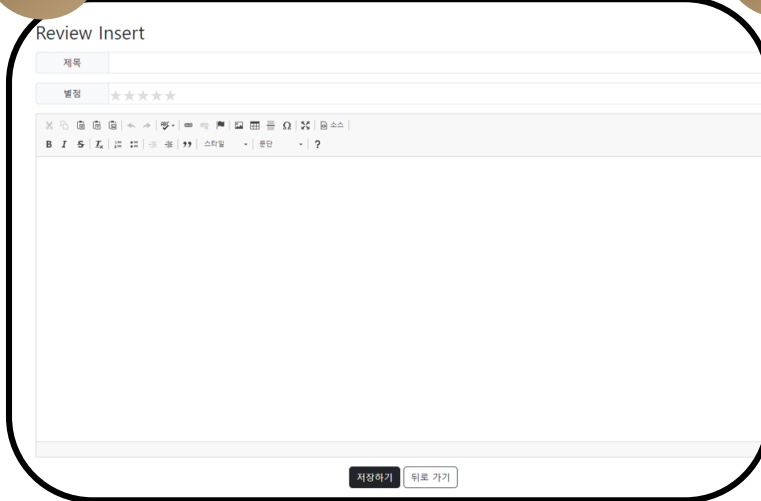 Review Insert
제목
별점
소스
B I S Ix
스타일 문단 ?
저장하기 뒤로 가기